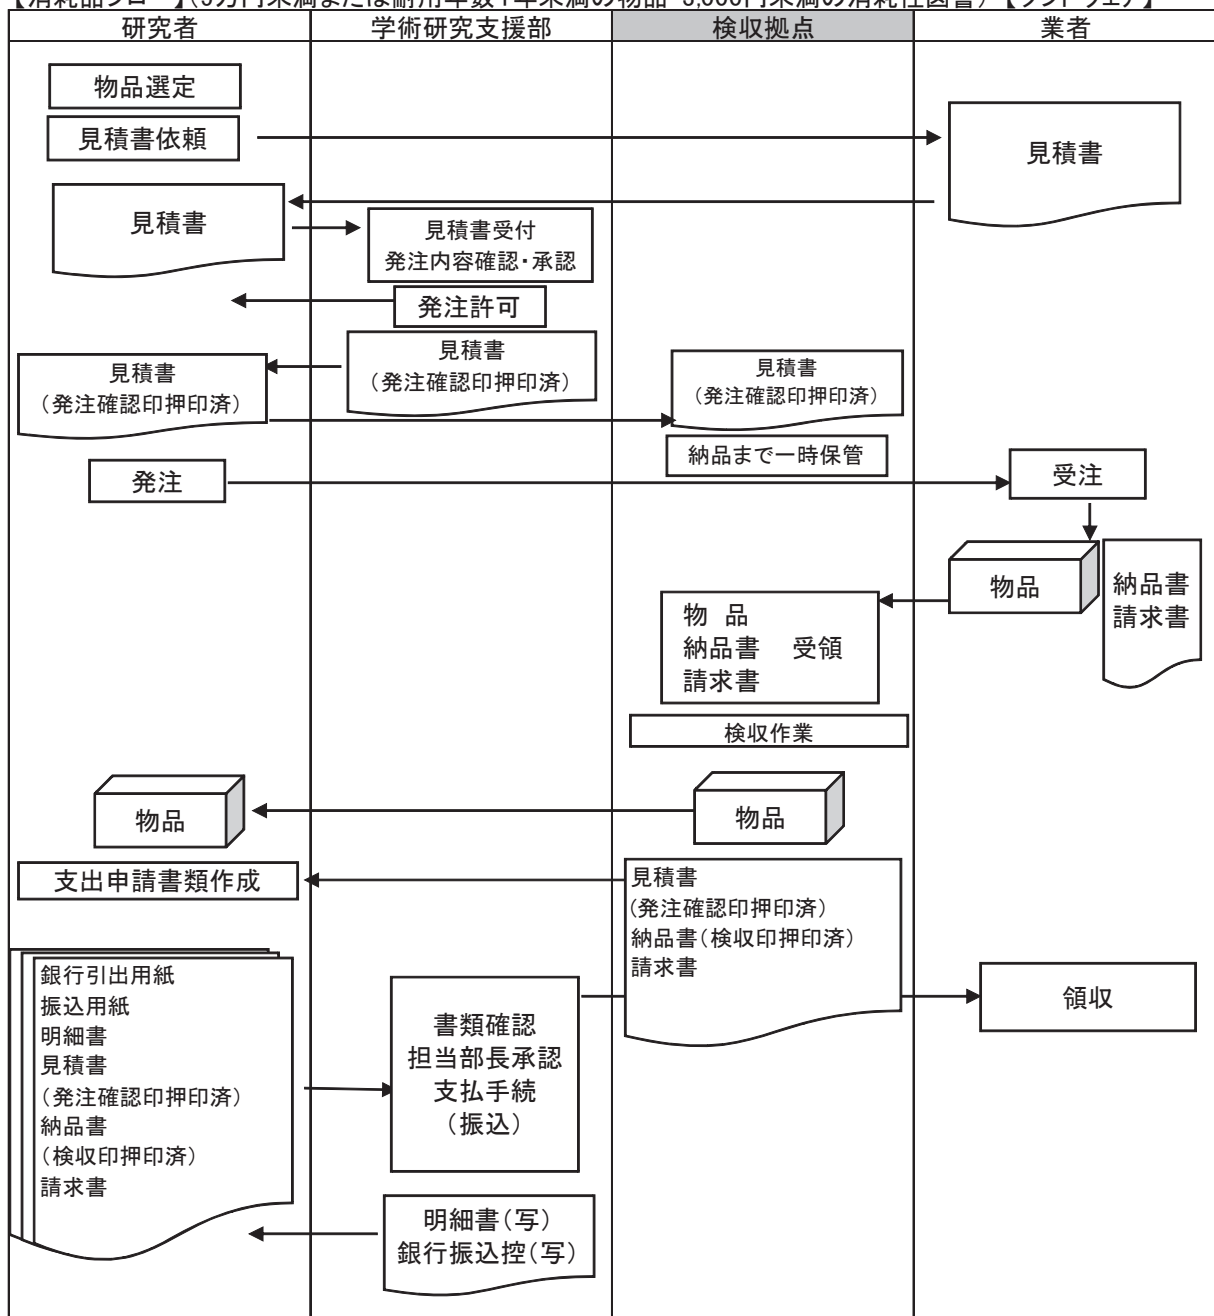 研究者
学術研究支援部
検収拠点
業者
物品選定
見積書依頼
見積書
見積書
見積書受付
発注内容確認・承認
発注許可
見積書
(発注確認印押印済)
見積書
(発注確認印押印済)
見積書
(発注確認印押印済)
納品まで一時保管
発注
受注
物品
納品書
請求書
物 品
納品書 受領
請求書
検収作業
物品
物品
支出申請書類作成
見積書
(発注確認印押印済)
納品書(検収印押印済)
請求書
銀行引出用紙
振込用紙
明細書
見積書
(発注確認印押印済)
納品書
(検収印押印済)
請求書
書類確認
担当部長承認
支払手続
(振込)
領収
明細書(写)
銀行振込控(写)